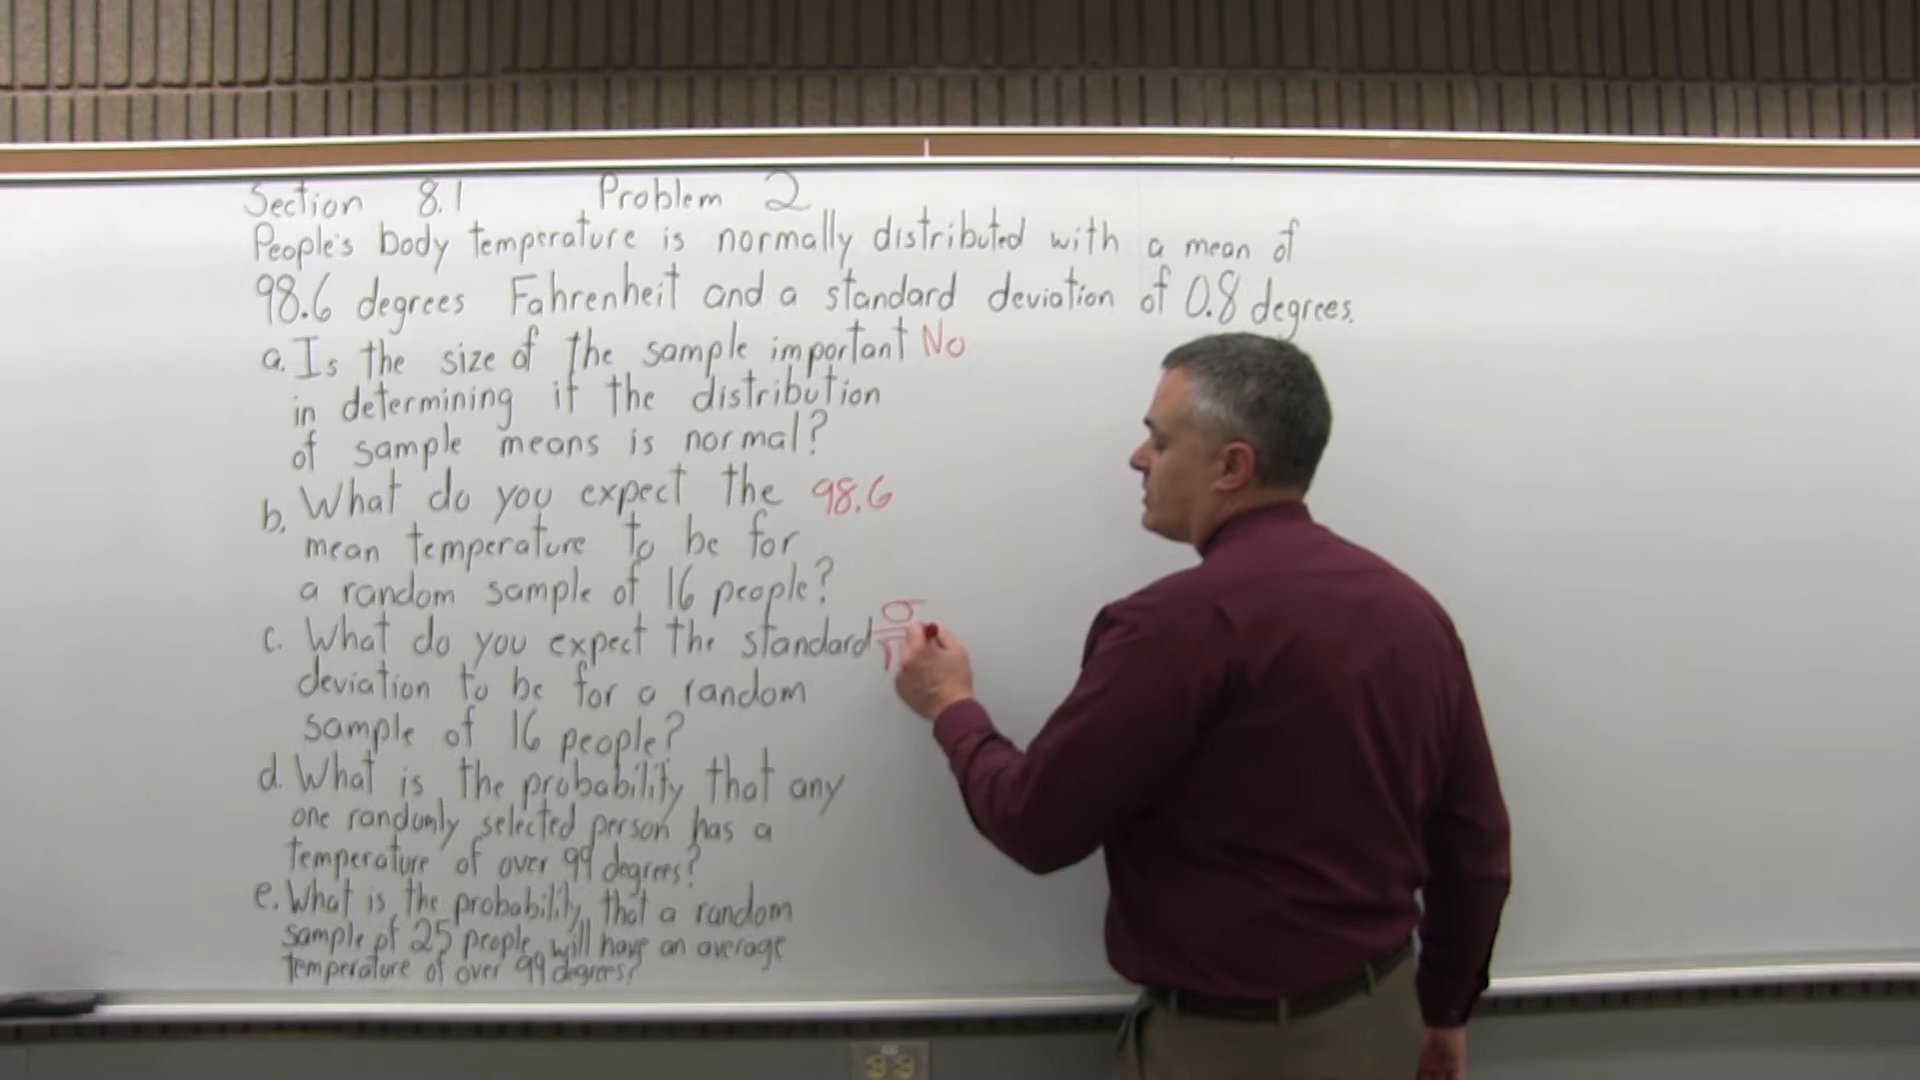 Section 8.1 Problem 2
People's body temperature is normally distributed with a mean of
98.6 degrees Fahrenheit and a standard deviation of 0.8 degrees.
a. Is the size of the sample important No
in determining if the distribution
of sample means is normal?
b. What do you expect the 98.6
mean temperature to be for
a random sample of 16 people?
c. What do you expect the standard σ/√
deviation to be for a random
sample of 16 people?
d. What is the probability that any
one randomly selected person has a
temperature of over 99 degrees?
e. What is the probability that a random
sample of 25 people will have an average
temperature of over 99 degrees?